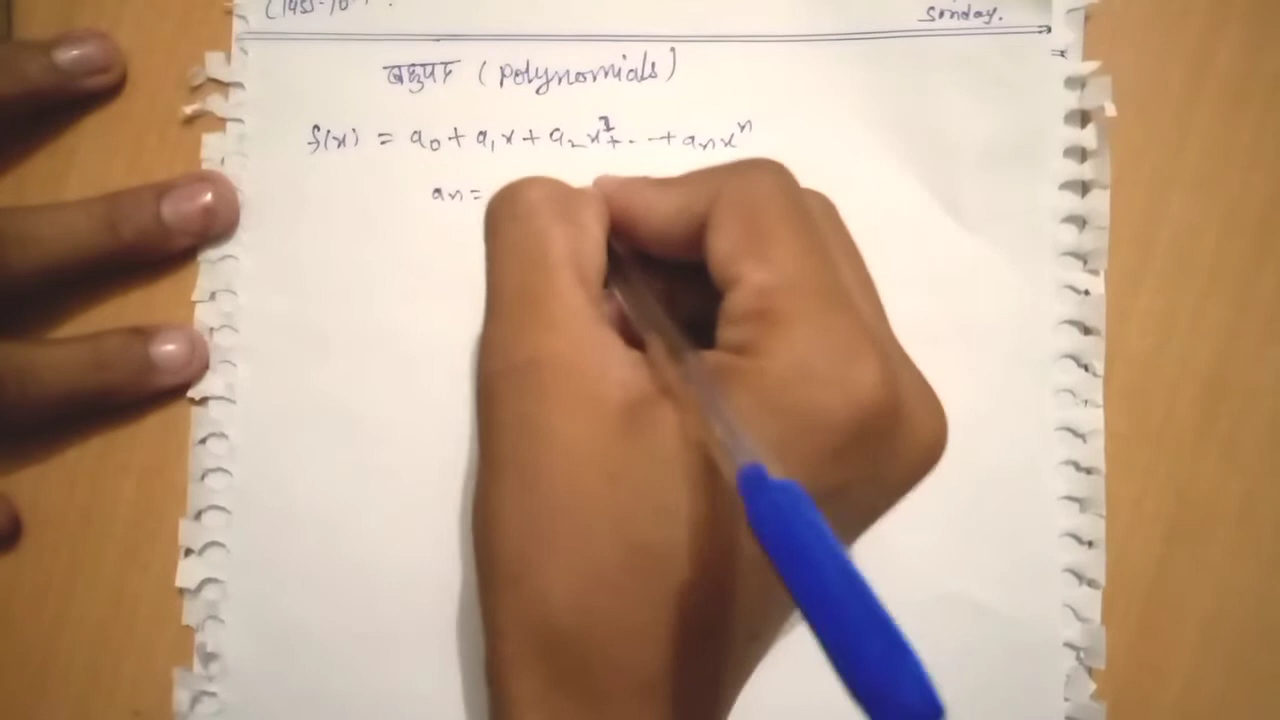 Sunday.
बहुपद (Polynomials)
f(x) = a₀ + a₁x + a₂x² + .. + aₙxⁿ
aₙ =